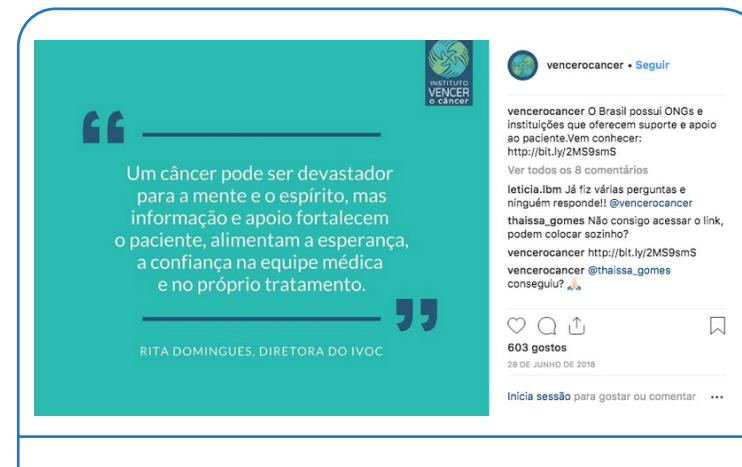 INSTITUTO
VENCER
o câncer
Um câncer pode ser devastador
para a mente e o espírito, mas
informação e apoio fortalecem
o paciente, alimentam a esperança,
a confiança na equipe médica
e no próprio tratamento.
RITA DOMINGUES, DIRETORA DO IVOC
vencerocancer • Seguir
vencerocancer O Brasil possui ONGs e
instituições que oferecem suporte e apoio
ao paciente.Vem conhecer:
http://bit.ly/2MS9smS
Ver todos os 8 comentários
leticia.lbm Já fiz várias perguntas e
ninguém responde!! @vencerocancer
thaissa_gomes Não consigo acessar o link,
podem colocar sozinho?
vencerocancer http://bit.ly/2MS9smS
vencerocancer @thaissa_gomes
conseguiu? 🙏🏻
603 gostos
28 DE JUNHO DE 2018
Inicia sessão para gostar ou comentar ...